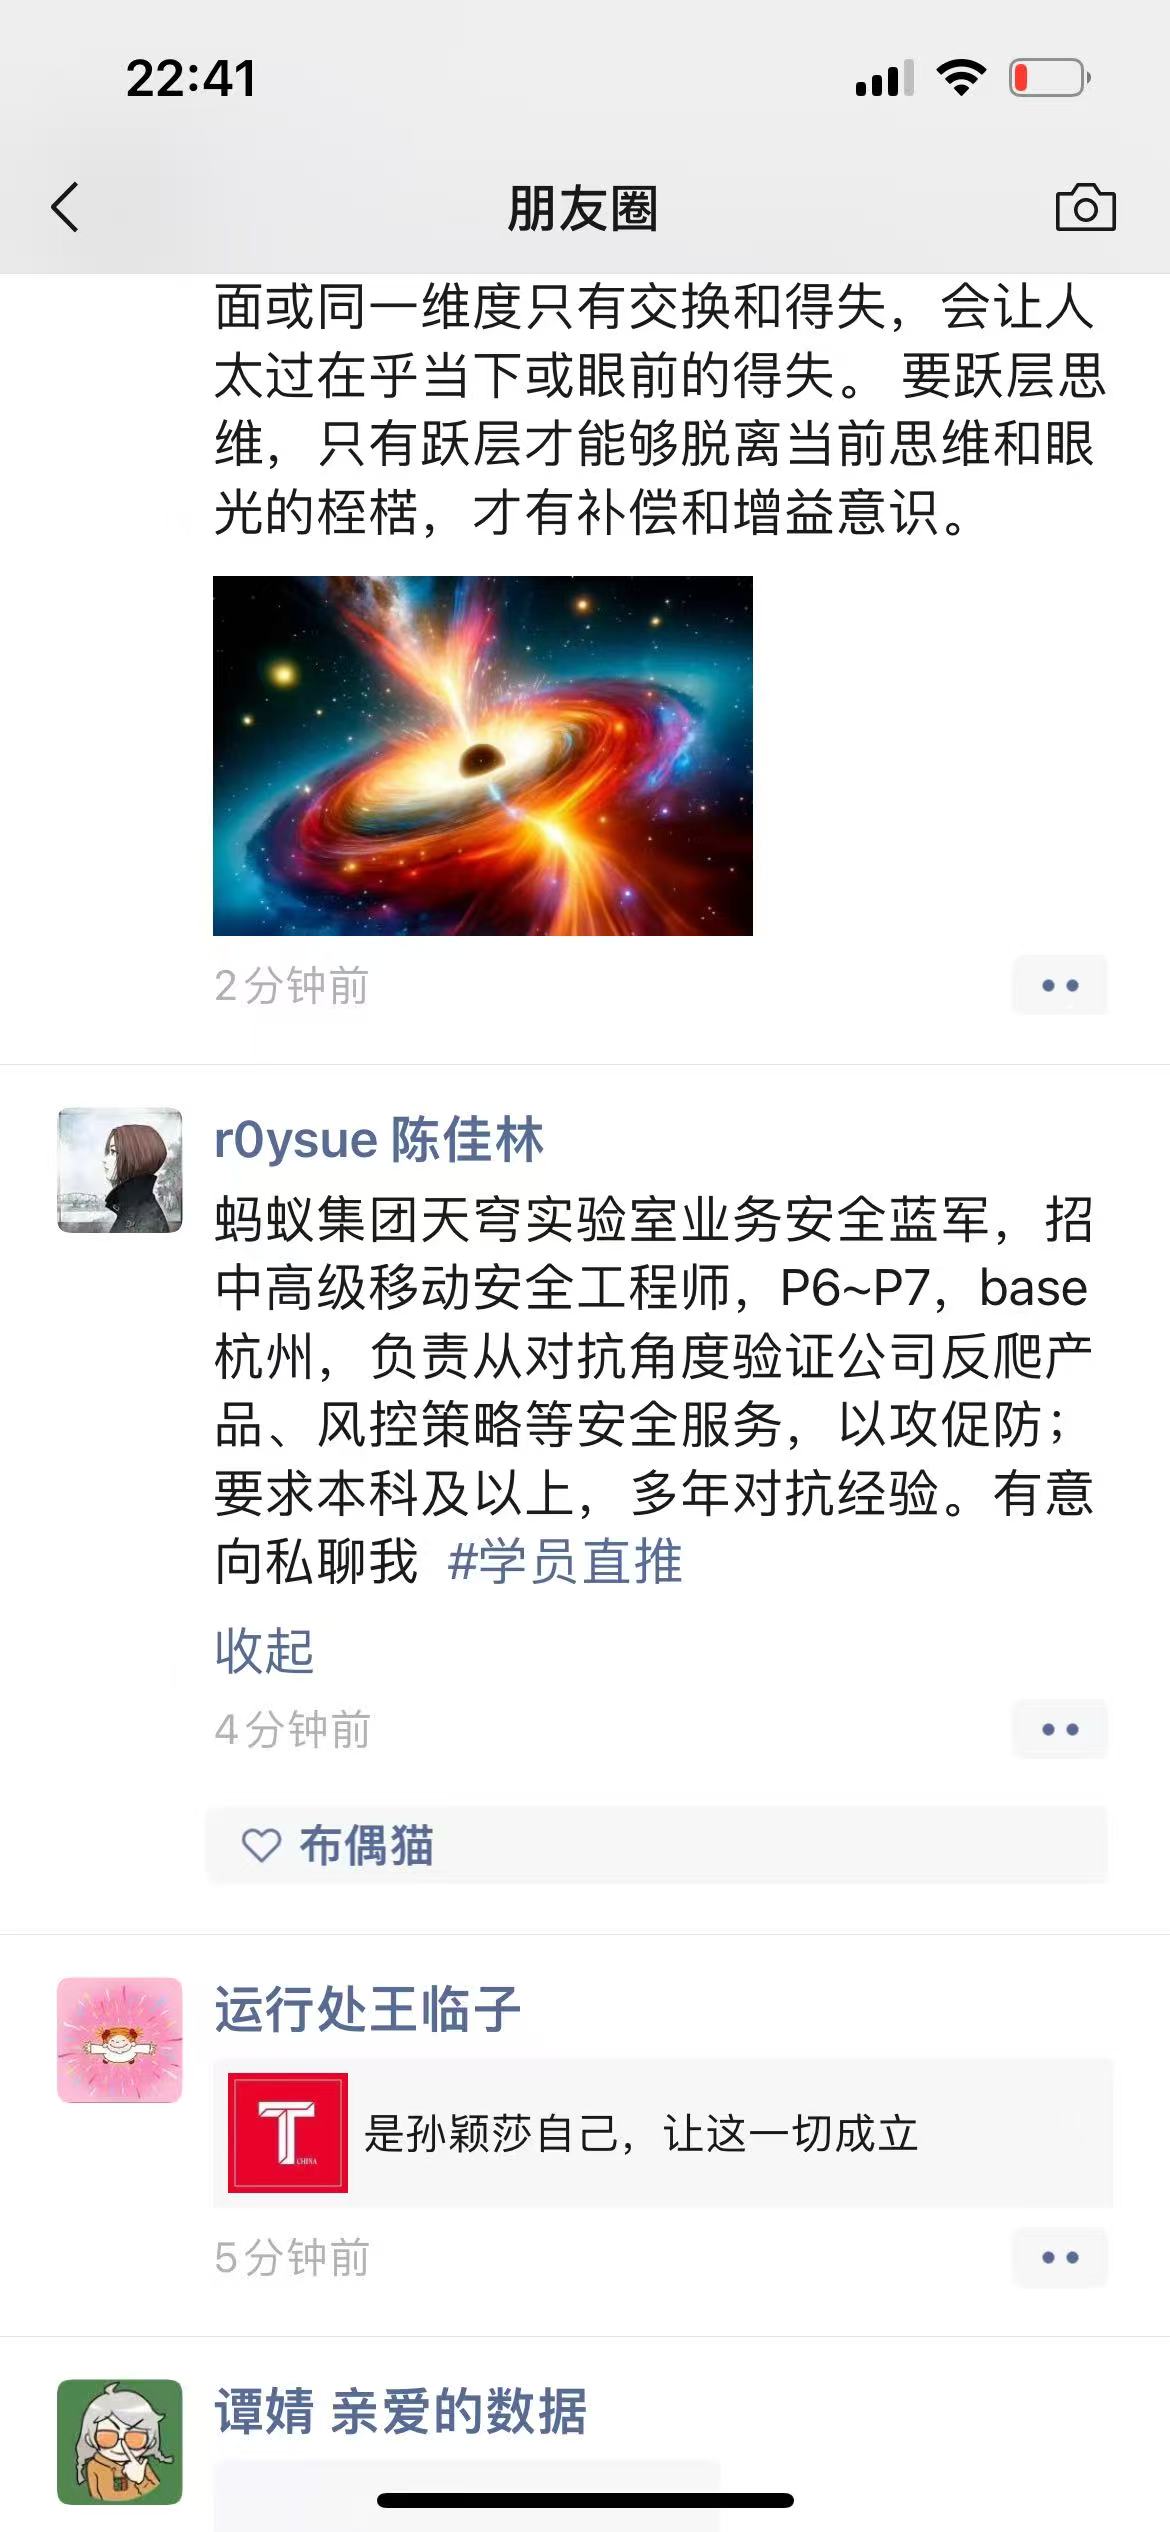 22:41
朋友圈
面或同一维度只有交换和得失，会让人
太过在乎当下或眼前的得失。 要跃层思
维，只有跃层才能够脱离当前思维和眼
光的桎梏，才有补偿和增益意识。
2分钟前
r0ysue 陈佳林
蚂蚁集团天穹实验室业务安全蓝军，招
中高级移动安全工程师，P6~P7，base
杭州，负责从对抗角度验证公司反爬产
品、风控策略等安全服务，以攻促防；
要求本科及以上，多年对抗经验。有意
向私聊我 #学员直推
收起
4分钟前
布偶猫
运行处王临子
T CHINA
是孙颖莎自己，让这一切成立
5分钟前
谭婧 亲爱的数据